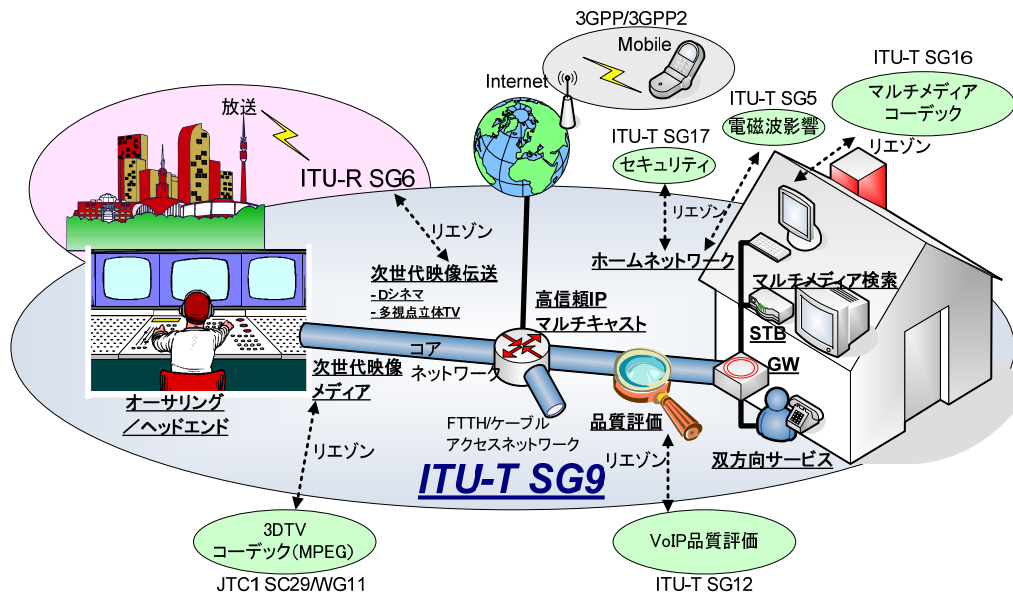 3GPP/3GPP2
Mobile
Internet
ITU-T SG16
マルチメディア
コーデック
リエゾン
ITU-T SG5
電磁波影響
ITU-T SG17
セキュリティ
リエゾン
放送
ITU-R SG6
リエゾン
次世代映像伝送
-Dシネマ
-多視点立体TV
ホームネットワーク
マルチメディア検索
STB
GW
高信頼IP
マルチキャスト
コア
ネットワーク
次世代映像
メディア
オーサリング
／ヘッドエンド
FTTH/ケーブル
アクセスネットワーク
品質評価
双方向サービス
リエゾン
リエゾン
ITU-T SG9
3DTV
コーデック(MPEG)
JTC1 SC29/WG11
VoIP品質評価
ITU-T SG12